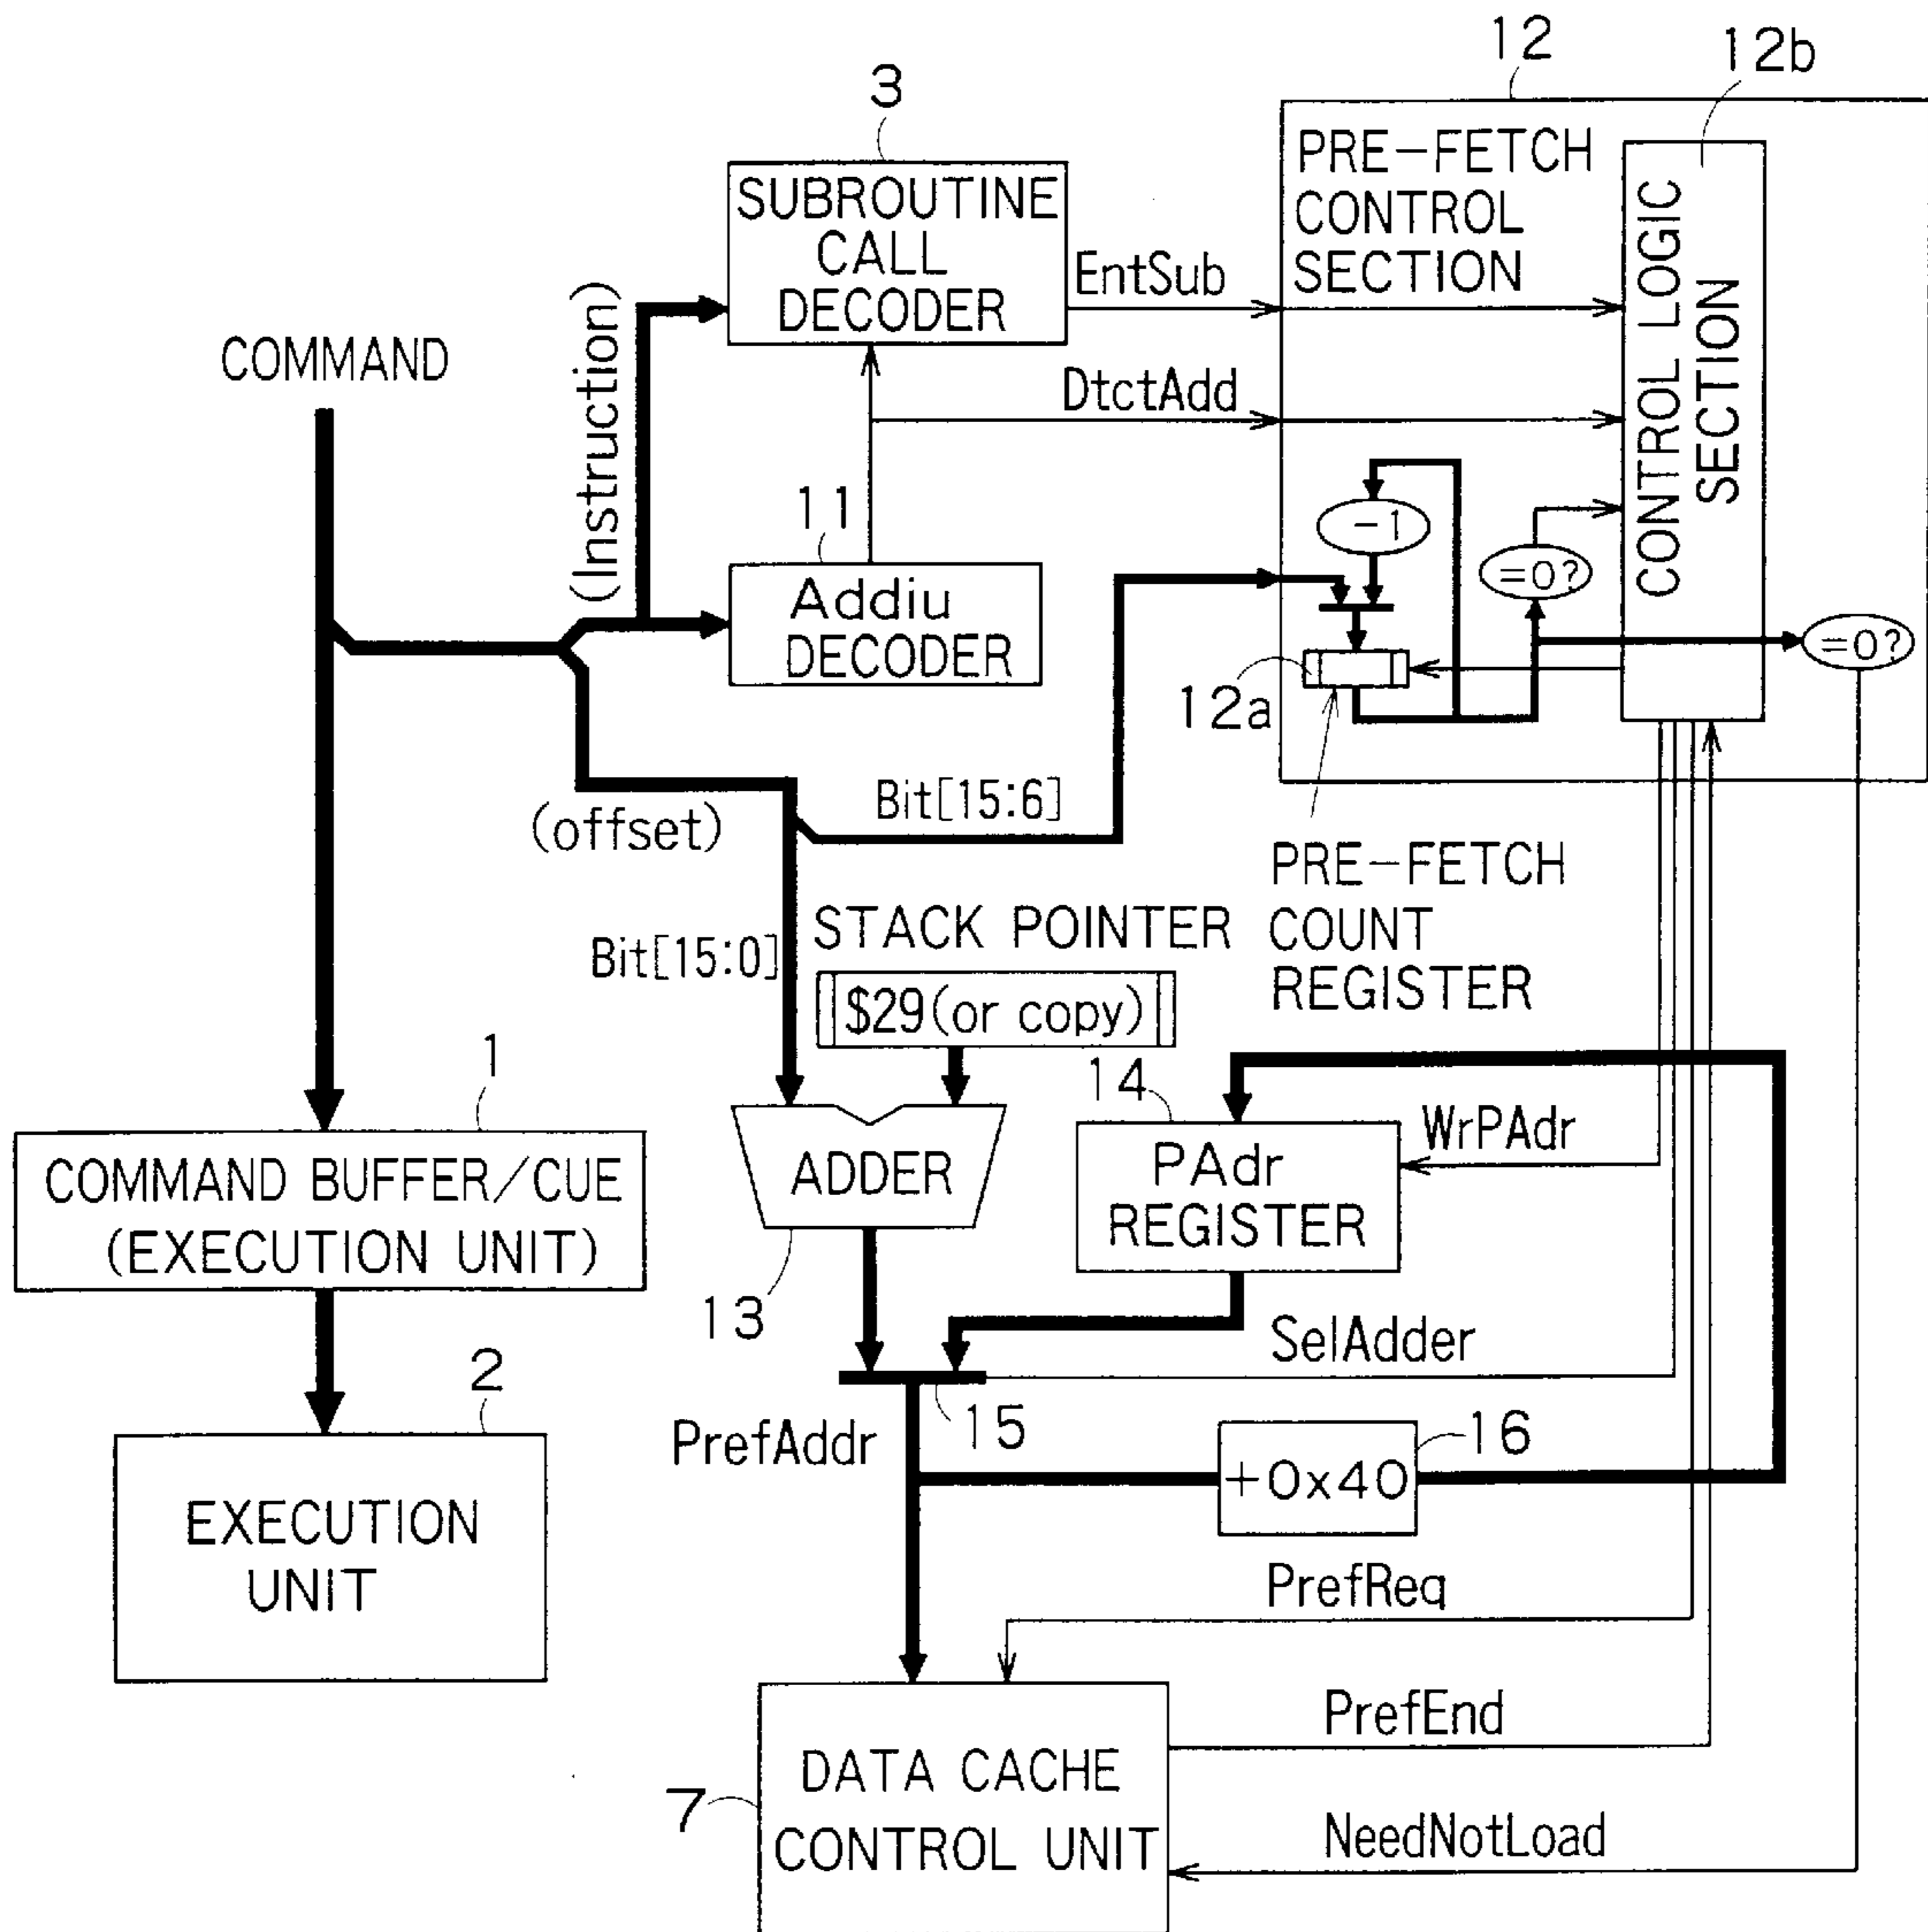 12
12b
3
PRE-FETCH
CONTROL
SECTION
SUBROUTINE
CALL
DECODER
CONTROL LOGIC
SECTION
EntSub
COMMAND
(Instruction)
DtctAdd
11
-1
=0?
Addiu
DECODER
=0?
12a
Bit[15:6]
(offset)
PRE-FETCH
COUNT
REGISTER
STACK POINTER
Bit[15:0]
$29(or copy)
1
14
WrPAdr
COMMAND BUFFER/CUE
(EXECUTION UNIT)
ADDER
PAdr
REGISTER
13
SelAdder
2
15
PrefAddr
16
+0x40
EXECUTION
UNIT
PrefReq
PrefEnd
DATA CACHE
CONTROL UNIT
7
NeedNotLoad